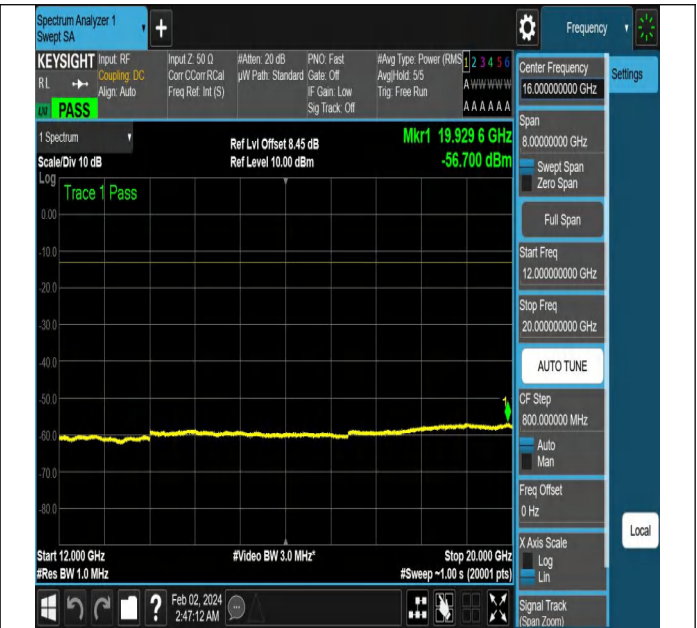 Spectrum Analyzer 1
Swept SA
Frequency
KEYSIGHT
RL
PASS
Input: RF
Coupling: DC
Align: Auto
Input Z: 50 Ω
Corr CCorr RCal
Freq Ref: Int (S)
#Atten: 20 dB
µW Path: Standard
PNO: Fast
Gate: Off
IF Gain: Low
Sig Track: Off
#Avg Type: Power (RMS
Avg|Hold: 5/5
Trig: Free Run
1 2 3 4 5 6
A W W W W W
A A A A A A
1 Spectrum
Scale/Div 10 dB
Log
Ref Lvl Offset 8.45 dB
Ref Level 10.00 dBm
Mkr1 19.929 6 GHz
-56.700 dBm
Trace 1 Pass
0.00
-10.0
-20.0
-30.0
-40.0
-50.0
-60.0
-70.0
-80.0
1
Start 12.000 GHz
#Res BW 1.0 MHz
#Video BW 3.0 MHz*
Stop 20.000 GHz
#Sweep ~1.00 s (20001 pts)
Feb 02, 2024
2:47:12 AM
Center Frequency
16.000000000 GHz
Settings
Span
8.00000000 GHz
Swept Span
Zero Span
Full Span
Start Freq
12.000000000 GHz
Stop Freq
20.000000000 GHz
AUTO TUNE
CF Step
800.000000 MHz
Auto
Man
Freq Offset
0 Hz
X Axis Scale
Log
Lin
Local
Signal Track
(Span Zoom)